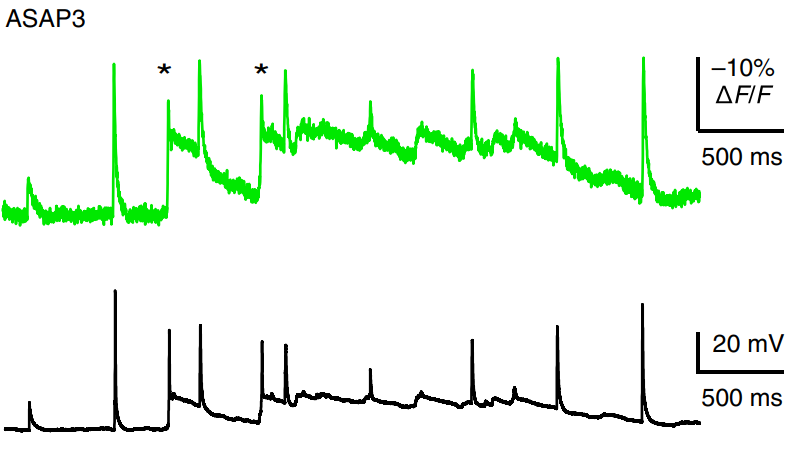 ASAP3
* *
–10%
ΔF/F
500 ms
20 mV
500 ms